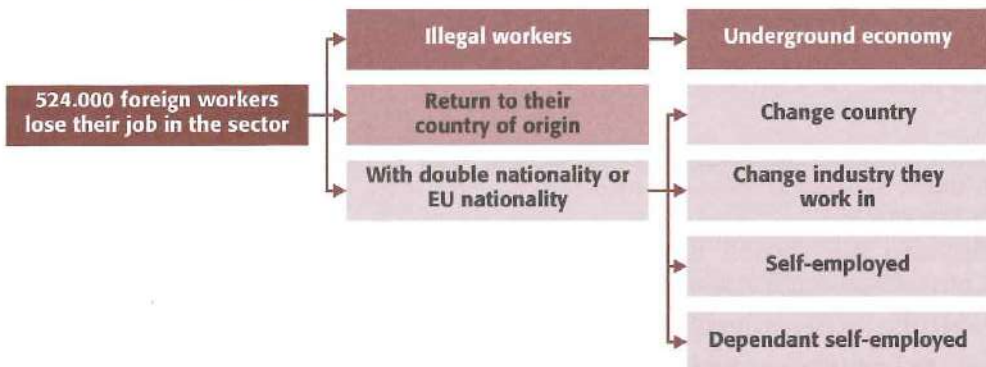 Illegal workers
Underground economy
524.000 foreign workers
lose their job in the sector
Return to their
country of origin
Change country
With double nationality or
EU nationality
Change industry they
work in
Self-employed
Dependant self-employed